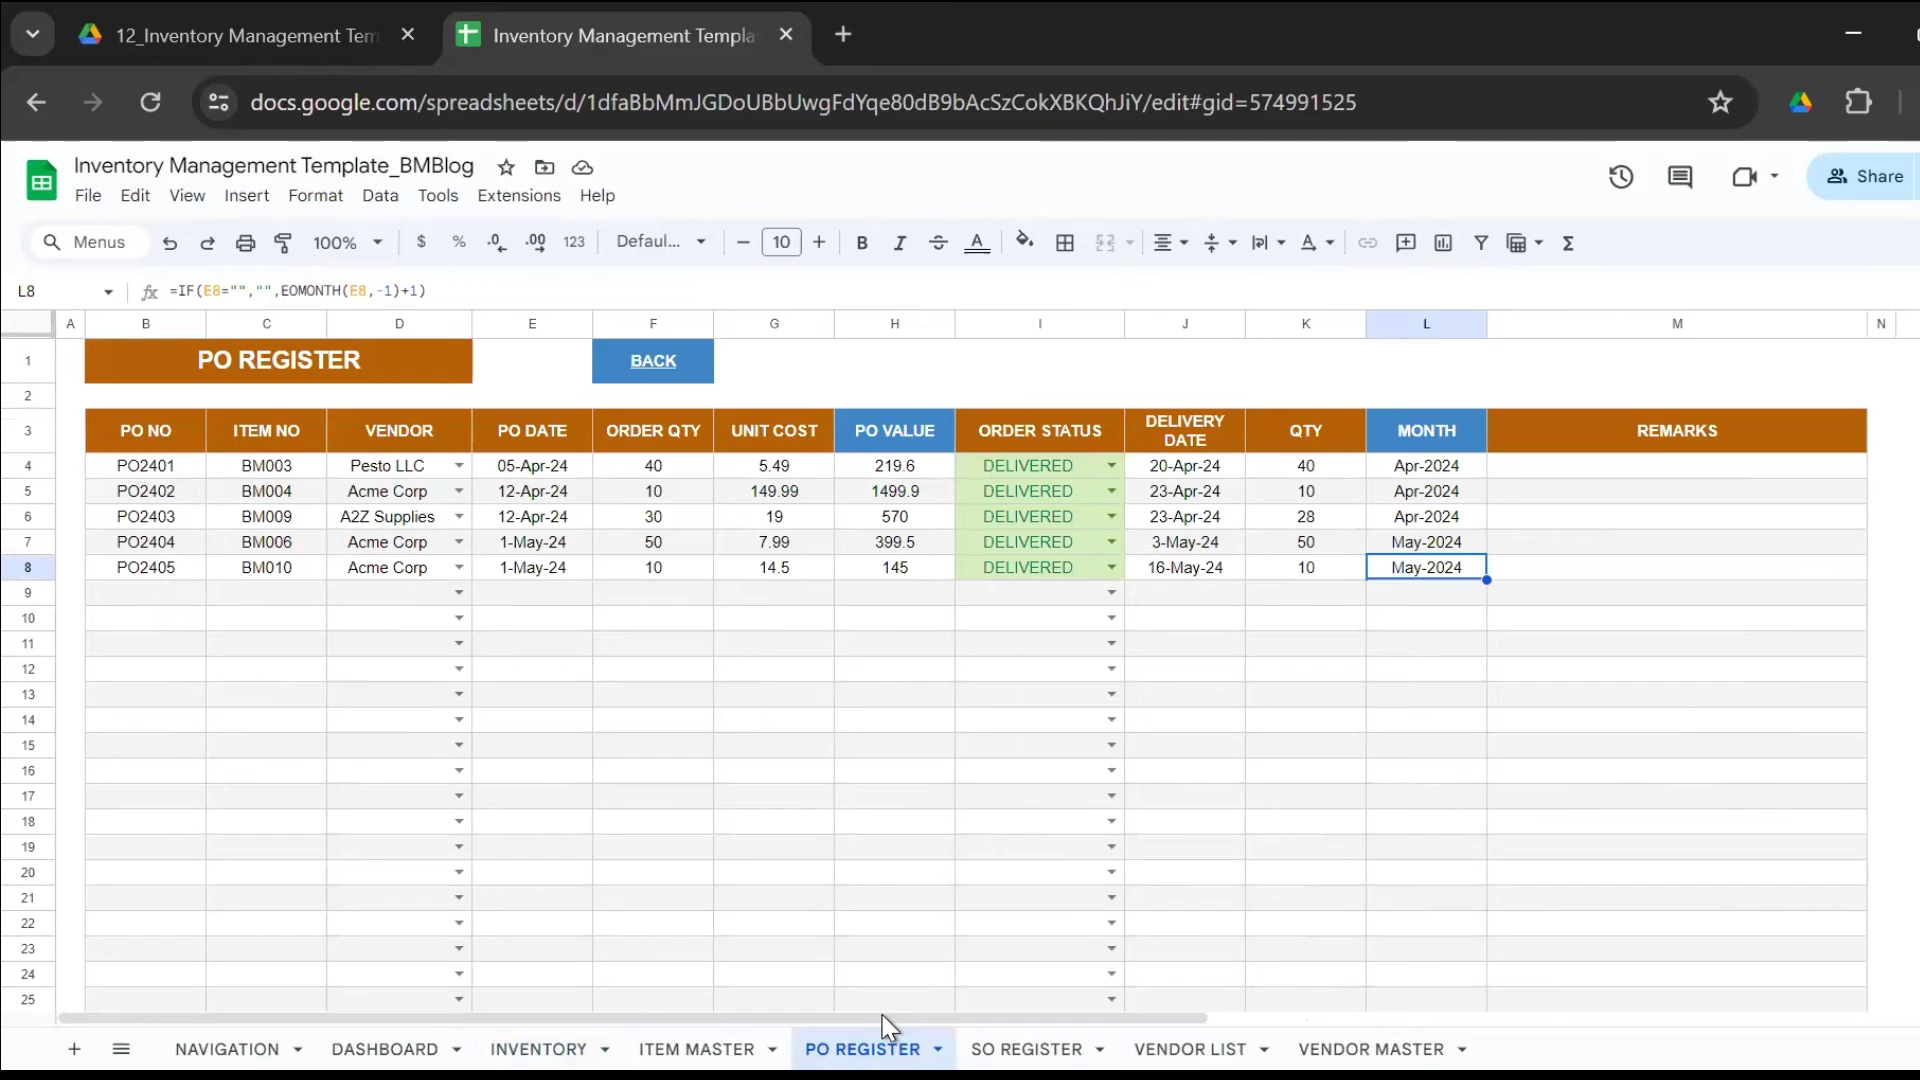 12_Inventory Management Tem
Inventory Management Templa
docs.google.com/spreadsheets/d/1dfaBbMmJGDoUBbUwgFdYqe80dB9bAcSzCokXBKQhJiY/edit#gid=574991525
Inventory Management Template_BMBlog
File Edit View Insert Format Data Tools Extensions Help
Share
Menus 100% $ % .0 .00 123 Defaul... 10 B I A
L8 fx =IF(E8="","",EOMONTH(E8,-1)+1)
A B C D E F G H I J K L M N
1 PO REGISTER BACK
2
3 PO NO ITEM NO VENDOR PO DATE ORDER QTY UNIT COST PO VALUE ORDER STATUS DELIVERY DATE QTY MONTH REMARKS
4 PO2401 BM003 Pesto LLC 05-Apr-24 40 5.49 219.6 DELIVERED 20-Apr-24 40 Apr-2024
5 PO2402 BM004 Acme Corp 12-Apr-24 10 149.99 1499.9 DELIVERED 23-Apr-24 10 Apr-2024
6 PO2403 BM009 A2Z Supplies 12-Apr-24 30 19 570 DELIVERED 23-Apr-24 28 Apr-2024
7 PO2404 BM006 Acme Corp 1-May-24 50 7.99 399.5 DELIVERED 3-May-24 50 May-2024
8 PO2405 BM010 Acme Corp 1-May-24 10 14.5 145 DELIVERED 16-May-24 10 May-2024
9
10
11
12
13
14
15
16
17
18
19
20
21
22
23
24
25
NAVIGATION DASHBOARD INVENTORY ITEM MASTER PO REGISTER SO REGISTER VENDOR LIST VENDOR MASTER